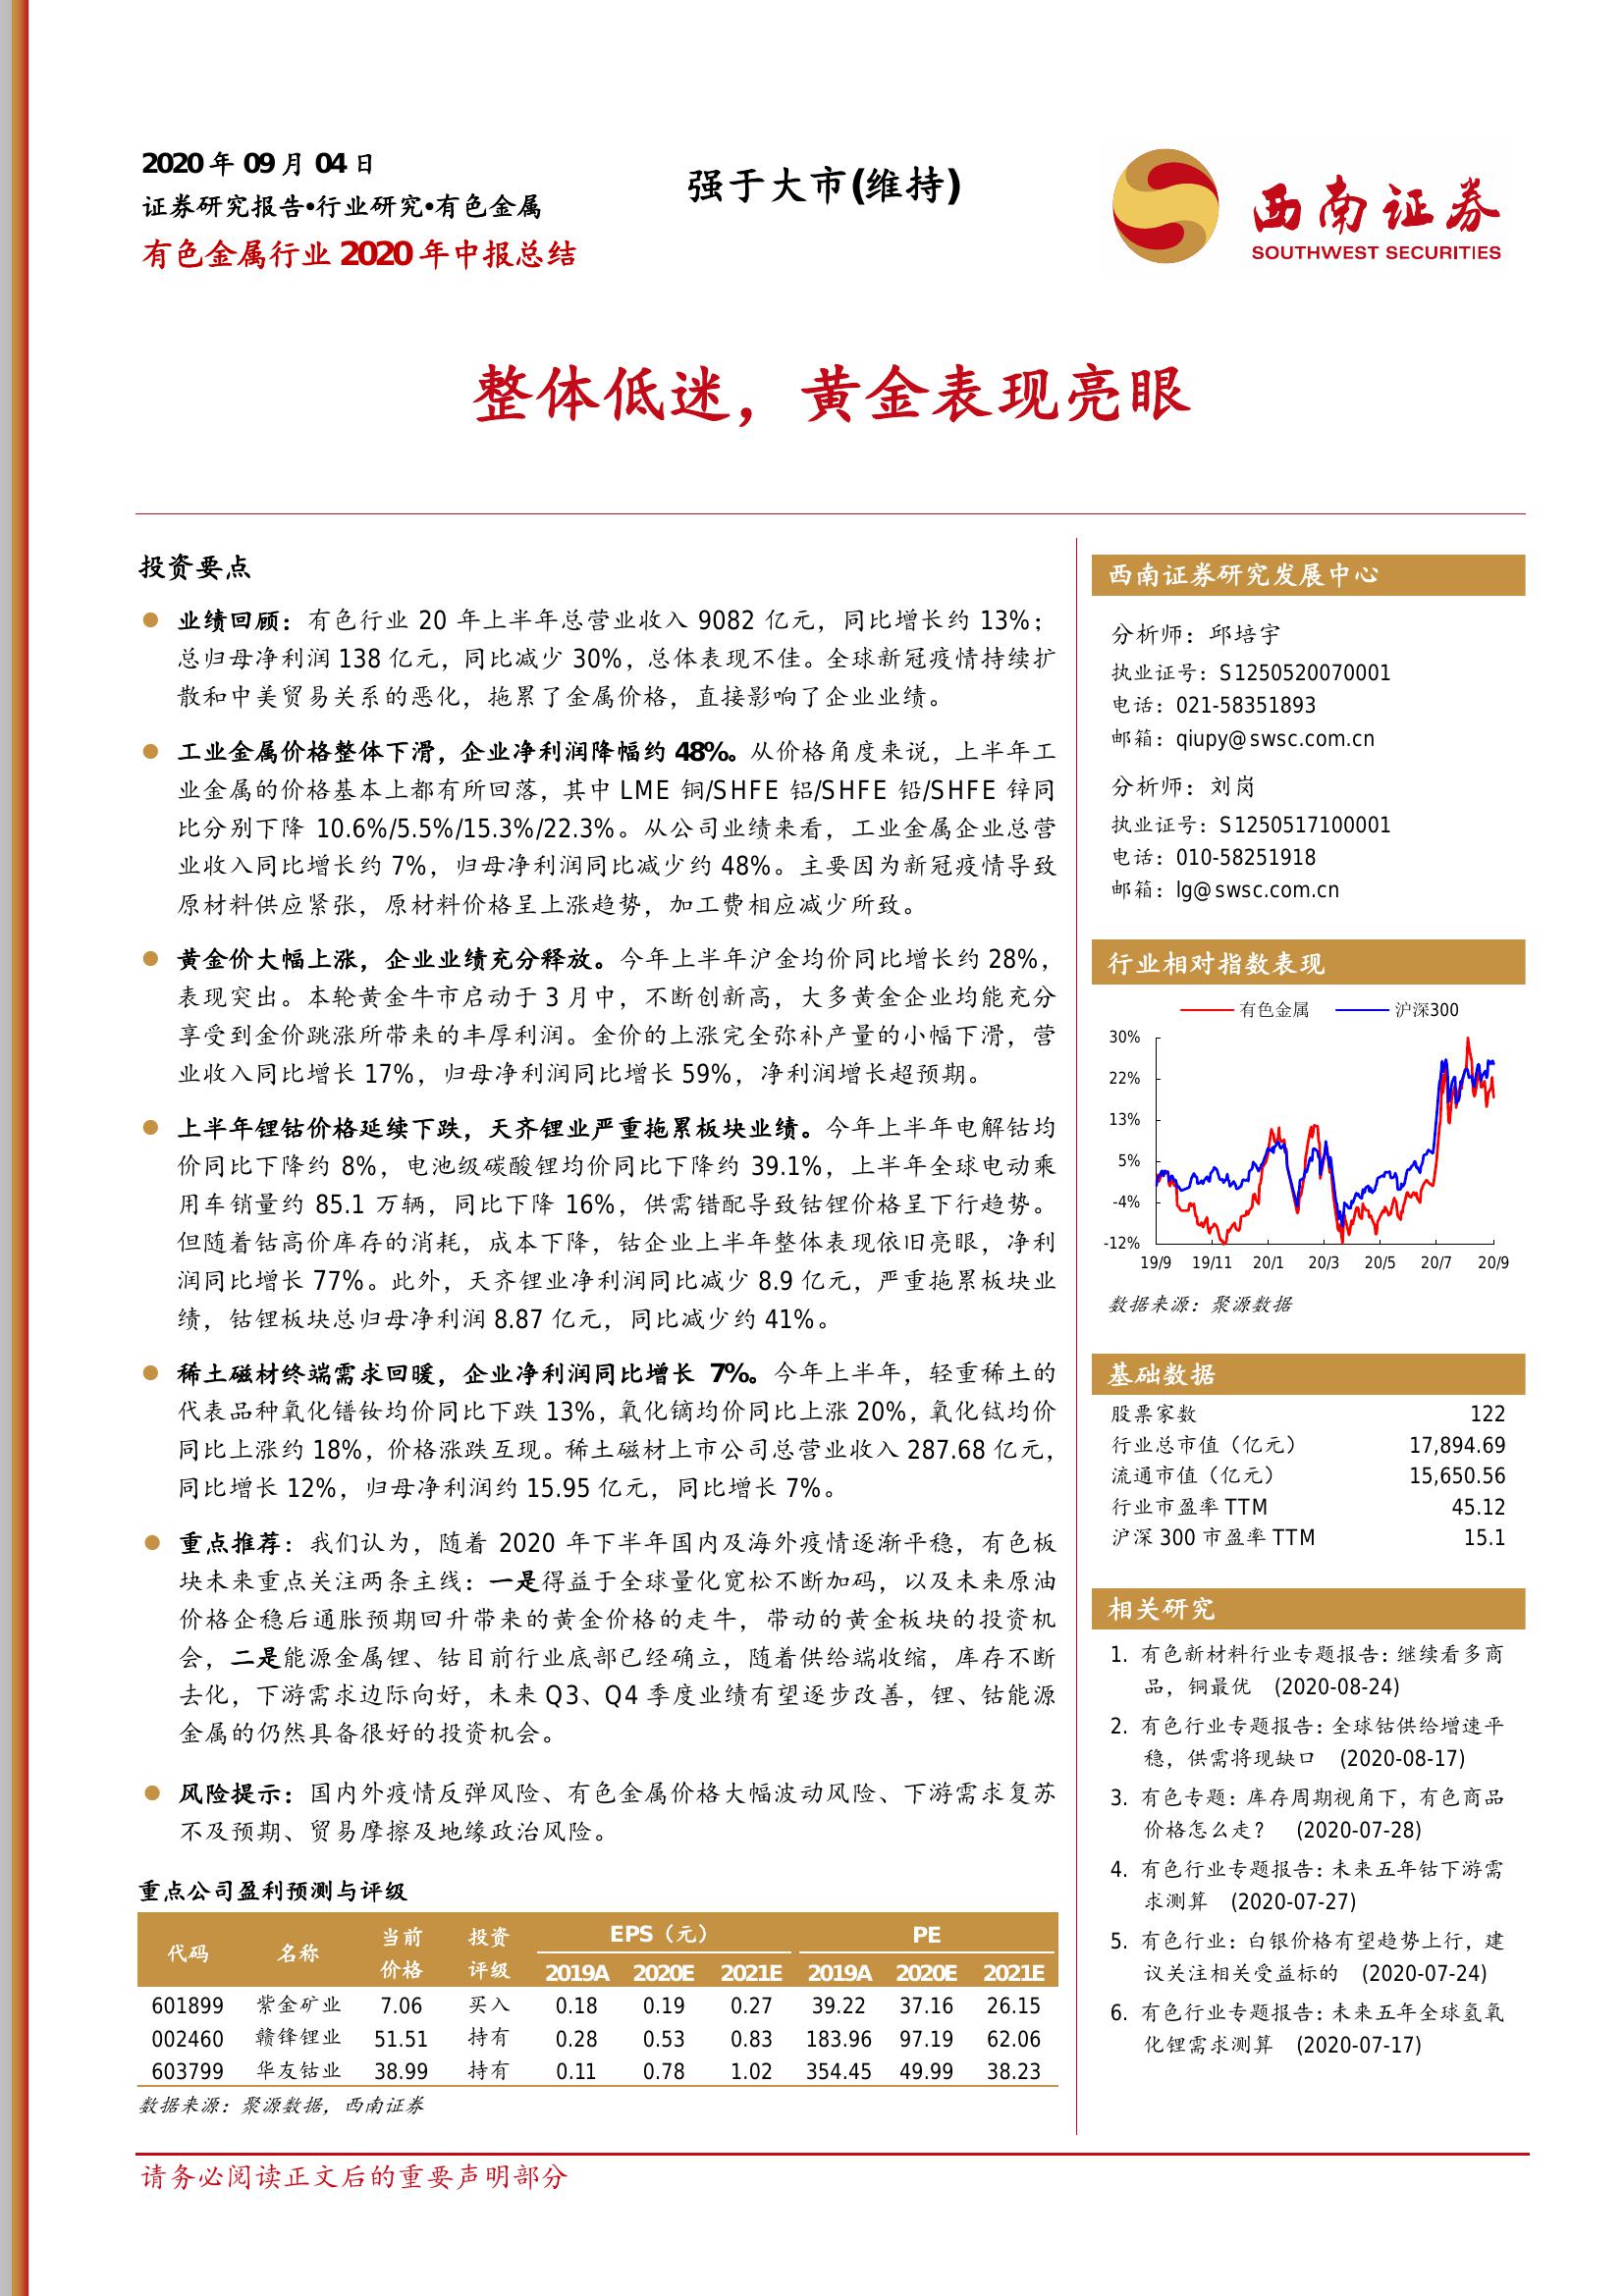 2020 年 09 月 04 日
证券研究报告•行业研究•有色金属
有色金属行业 2020 年中报总结
强于大市(维持)
西南证券
SOUTHWEST SECURITIES
整体低迷，黄金表现亮眼
投资要点
● 业绩回顾：有色行业 20 年上半年总营业收入 9082 亿元，同比增长约 13%；
总归母净利润 138 亿元，同比减少 30%，总体表现不佳。全球新冠疫情持续扩
散和中美贸易关系的恶化，拖累了金属价格，直接影响了企业业绩。
● 工业金属价格整体下滑，企业净利润降幅约 48%。从价格角度来说，上半年工
业金属的价格基本上都有所回落，其中 LME 铜/SHFE 铝/SHFE 铅/SHFE 锌同
比分别下降 10.6%/5.5%/15.3%/22.3%。从公司业绩来看，工业金属企业总营
业收入同比增长约 7%，归母净利润同比减少约 48%。主要因为新冠疫情导致
原材料供应紧张，原材料价格呈上涨趋势，加工费相应减少所致。
● 黄金价大幅上涨，企业业绩充分释放。今年上半年沪金均价同比增长约 28%，
表现突出。本轮黄金牛市启动于 3 月中，不断创新高，大多黄金企业均能充分
享受到金价跳涨所带来的丰厚利润。金价的上涨完全弥补产量的小幅下滑，营
业收入同比增长 17%，归母净利润同比增长 59%，净利润增长超预期。
● 上半年锂钴价格延续下跌，天齐锂业严重拖累板块业绩。今年上半年电解钴均
价同比下降约 8%，电池级碳酸锂均价同比下降约 39.1%，上半年全球电动乘
用车销量约 85.1 万辆，同比下降 16%，供需错配导致钴锂价格呈下行趋势。
但随着钴高价库存的消耗，成本下降，钴企业上半年整体表现依旧亮眼，净利
润同比增长 77%。此外，天齐锂业净利润同比减少 8.9 亿元，严重拖累板块业
绩，钴锂板块总归母净利润 8.87 亿元，同比减少约 41%。
● 稀土磁材终端需求回暖，企业净利润同比增长 7%。今年上半年，轻重稀土的
代表品种氧化镨钕均价同比下跌 13%，氧化镝均价同比上涨 20%，氧化铽均价
同比上涨约 18%，价格涨跌互现。稀土磁材上市公司总营业收入 287.68 亿元，
同比增长 12%，归母净利润约 15.95 亿元，同比增长 7%。
● 重点推荐：我们认为，随着 2020 年下半年国内及海外疫情逐渐平稳，有色板
块未来重点关注两条主线：一是得益于全球量化宽松不断加码，以及未来原油
价格企稳后通胀预期回升带来的黄金价格的走牛，带动的黄金板块的投资机
会，二是能源金属锂、钴目前行业底部已经确立，随着供给端收缩，库存不断
去化，下游需求边际向好，未来 Q3、Q4 季度业绩有望逐步改善，锂、钴能源
金属的仍然具备很好的投资机会。
● 风险提示：国内外疫情反弹风险、有色金属价格大幅波动风险、下游需求复苏
不及预期、贸易摩擦及地缘政治风险。
重点公司盈利预测与评级
代码 名称 当前价格 投资评级 EPS（元） PE
2019A 2020E 2021E 2019A 2020E 2021E
601899 紫金矿业 7.06 买入 0.18 0.19 0.27 39.22 37.16 26.15
002460 赣锋锂业 51.51 持有 0.28 0.53 0.83 183.96 97.19 62.06
603799 华友钴业 38.99 持有 0.11 0.78 1.02 354.45 49.99 38.23
数据来源：聚源数据，西南证券
西南证券研究发展中心
分析师：邱培宇
执业证号：S1250520070001
电话：021-58351893
邮箱：qiupy@swsc.com.cn
分析师：刘岗
执业证号：S1250517100001
电话：010-58251918
邮箱：lg@swsc.com.cn
行业相对指数表现
有色金属 沪深300
30%
22%
13%
5%
-4%
-12%
19/9 19/11 20/1 20/3 20/5 20/7 20/9
数据来源：聚源数据
基础数据
股票家数 122
行业总市值（亿元） 17,894.69
流通市值（亿元） 15,650.56
行业市盈率 TTM 45.12
沪深 300 市盈率 TTM 15.1
相关研究
1. 有色新材料行业专题报告：继续看多商
品，铜最优 (2020-08-24)
2. 有色行业专题报告：全球钴供给增速平
稳，供需将现缺口 (2020-08-17)
3. 有色专题：库存周期视角下，有色商品
价格怎么走？ (2020-07-28)
4. 有色行业专题报告：未来五年钴下游需
求测算 (2020-07-27)
5. 有色行业：白银价格有望趋势上行，建
议关注相关受益标的 (2020-07-24)
6. 有色行业专题报告：未来五年全球氢氧
化锂需求测算 (2020-07-17)
请务必阅读正文后的重要声明部分